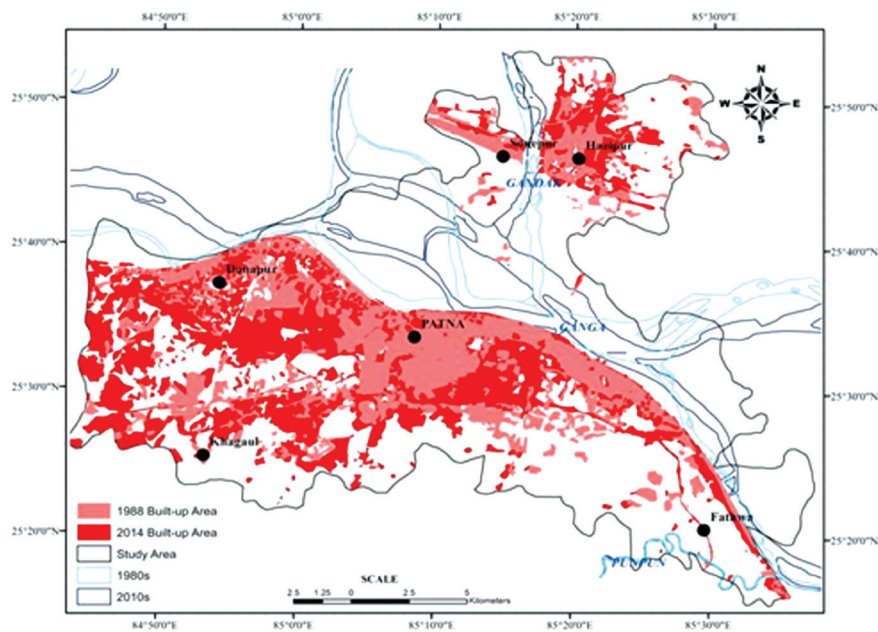 84°50'0"E 85°0'0"E 85°10'0"E 85°20'0"E 85°30'0"E
25°50'0"N 25°50'0"N
25°40'0"N 25°40'0"N
25°30'0"N 25°30'0"N
25°20'0"N 25°20'0"N
N
W E
S
Sonepur
Hazipur
GANDAK
Danapur
PATNA
GANGA
Khagaul
Fatuwa
PUNPUN
1988 Built-up Area
2014 Built-up Area
Study Area
1980s
2010s
SCALE
2.5 1.25 0 2.5 5
Kilometers
84°50'0"E 85°0'0"E 85°10'0"E 85°20'0"E 85°30'0"E